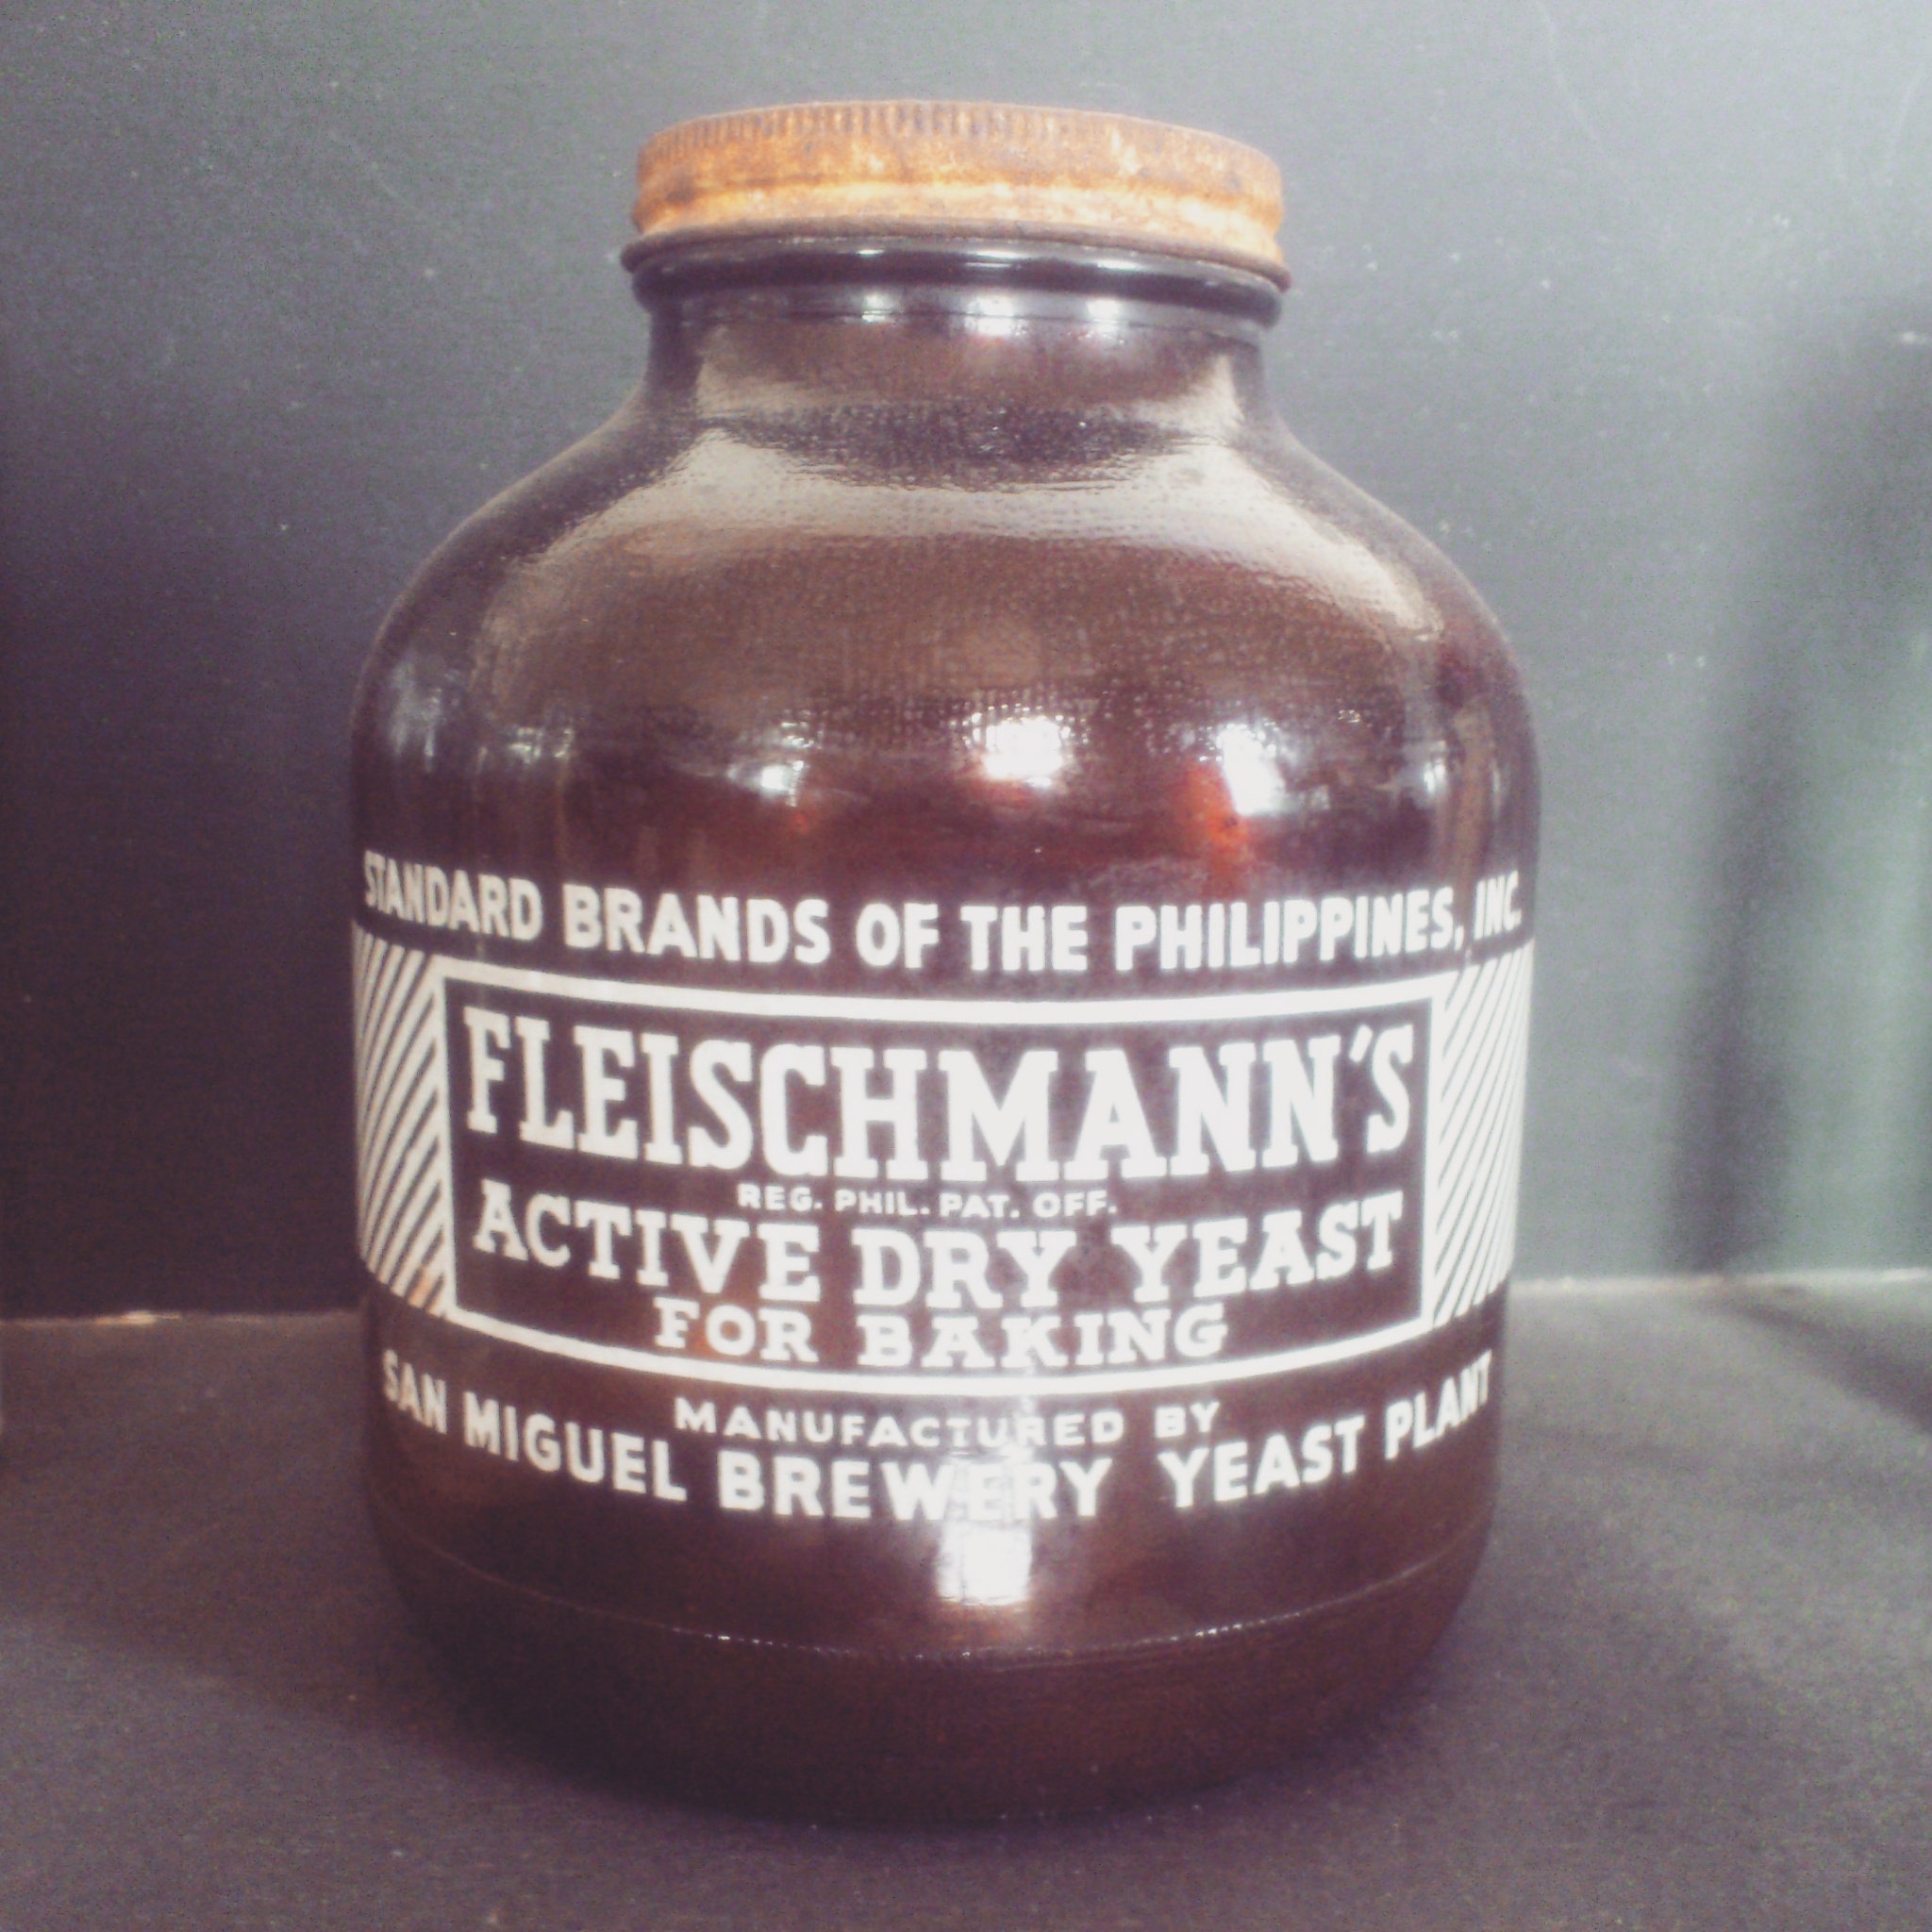 STANDARD BRANDS OF THE PHILIPPINES, INC.
FLEISCHMANN'S
REG. PHIL. PAT. OFF.
ACTIVE DRY YEAST
FOR BAKING
MANUFACTURED BY
SAN MIGUEL BREWERY YEAST PLANT